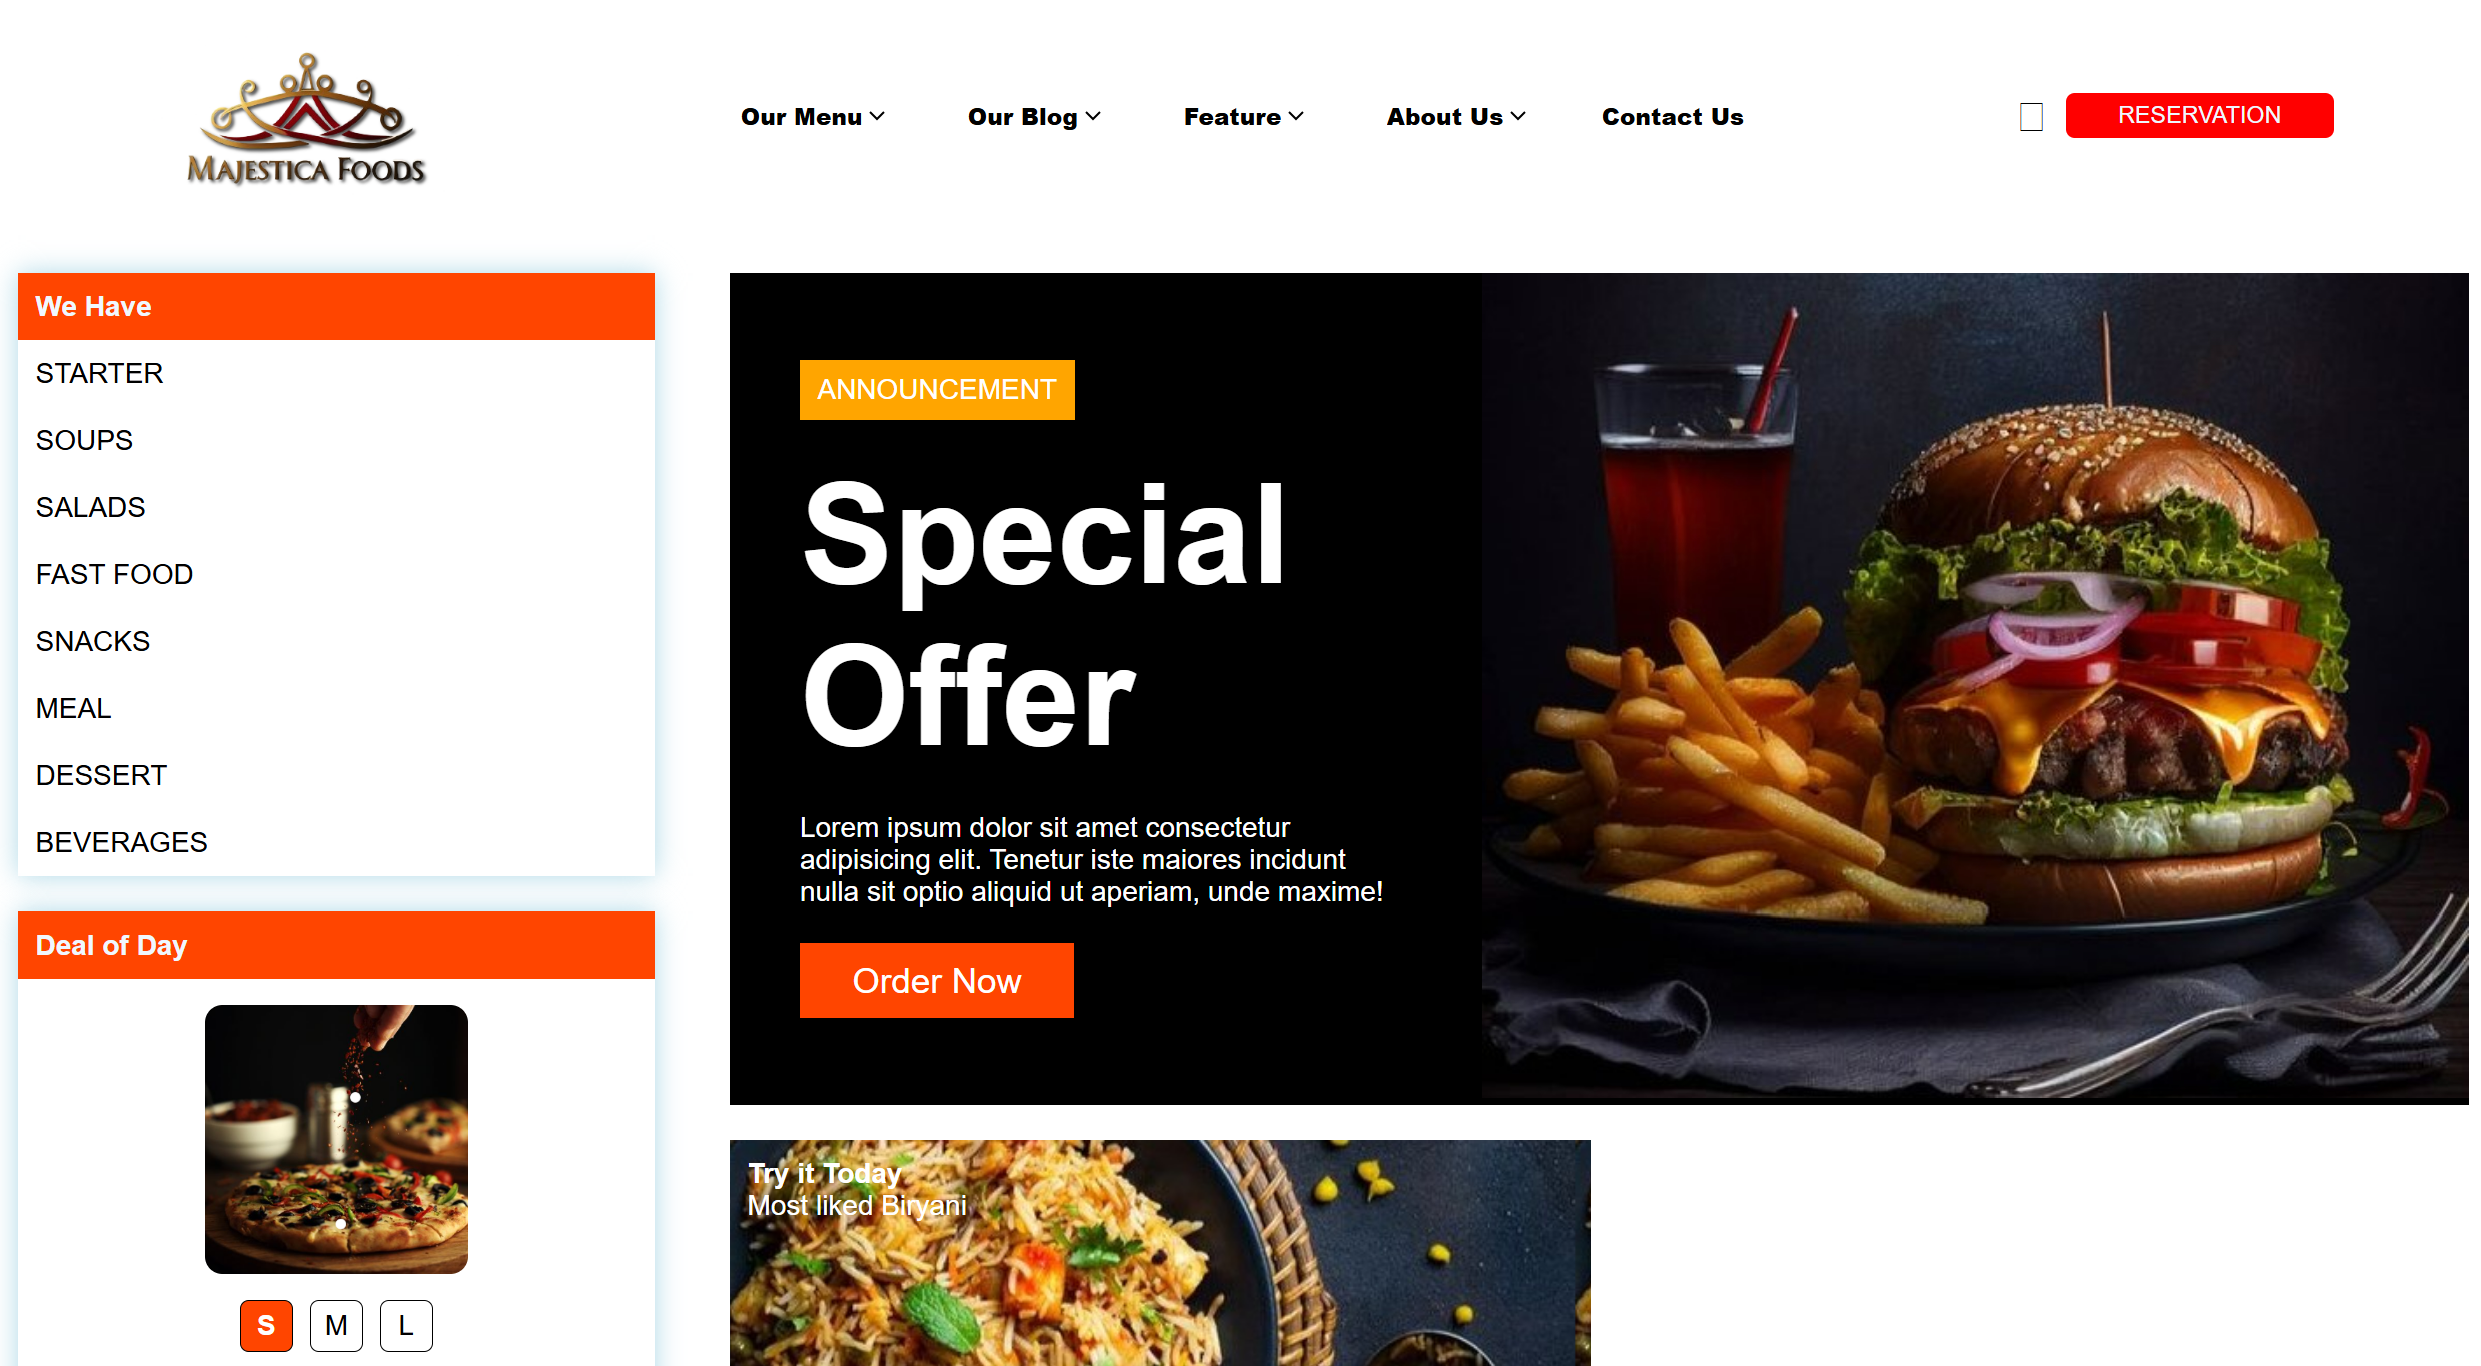 MAJESTICA FOODS
Our Menu
Our Blog
Feature
About Us
Contact Us
RESERVATION
We Have
STARTER
SOUPS
SALADS
FAST FOOD
SNACKS
MEAL
DESSERT
BEVERAGES
Deal of Day
S
M
L
ANNOUNCEMENT
Special
Offer
Lorem ipsum dolor sit amet consectetur
adipisicing elit. Tenetur iste maiores incidunt
nulla sit optio aliquid ut aperiam, unde maxime!
Order Now
Try it Today
Most liked Biryani